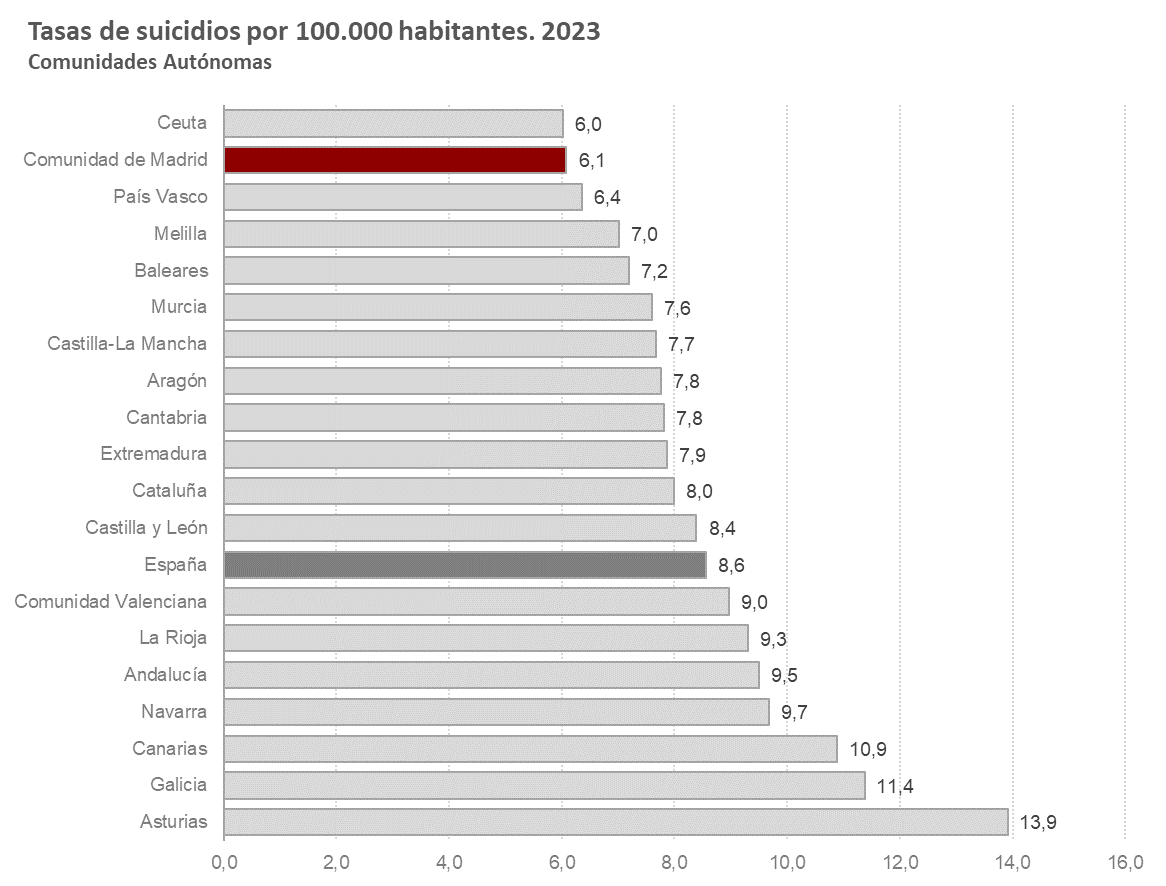 Tasas de suicidios por 100.000 habitantes. 2023
Comunidades Autónomas
Ceuta 6,0
Comunidad de Madrid 6,1
País Vasco 6,4
Melilla 7,0
Baleares 7,2
Murcia 7,6
Castilla-La Mancha 7,7
Aragón 7,8
Cantabria 7,8
Extremadura 7,9
Cataluña 8,0
Castilla y León 8,4
España 8,6
Comunidad Valenciana 9,0
La Rioja 9,3
Andalucía 9,5
Navarra 9,7
Canarias 10,9
Galicia 11,4
Asturias 13,9
0,0 2,0 4,0 6,0 8,0 10,0 12,0 14,0 16,0